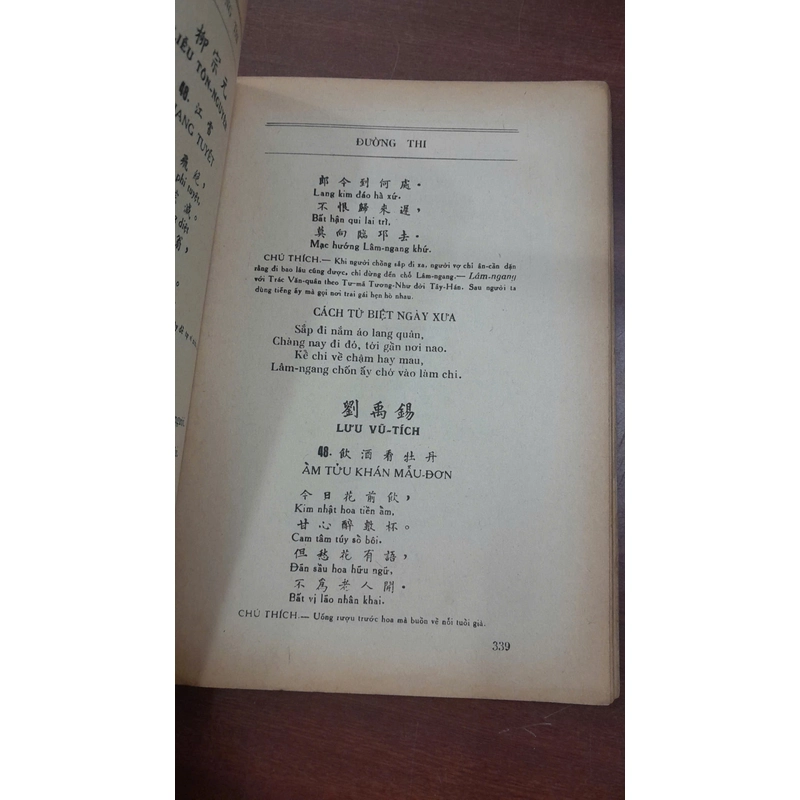 柳宗元
LIỄU TÔN-NGUYÊN
48. 江雪
GIANG TUYẾT
飛絕，
phi tuyệt,
滅。
diệt
ĐƯỜNG THI
郎今到何處．
Lang kim đáo hà xứ.
不恨歸來遲，
Bất hận qui lai trì,
莫向臨邛去．
Mạc hướng Lâm-ngang khứ.
CHÚ THÍCH.— Khi người chồng sắp đi xa, người vợ chỉ ân-cần dặn
rằng đi bao lâu cũng được, chỉ đừng đến chỗ Lâm-ngang.— Lâm-ngang
với Trác Văn-quân theo Tư-mã Tương-Như đời Tây-Hán. Sau người ta
dùng tiếng ấy mà gọi nơi trai gái hẹn hò nhau.
CÁCH TỪ BIỆT NGÀY XƯA
Sắp đi nắm áo lang quân,
Chàng nay đi đó, tới gần nơi nao.
Kể chi về chậm hay mau,
Lâm-ngang chốn ấy chớ vào làm chi.
劉禹錫
LƯU VŨ-TÍCH
48. 飲酒看牡丹
ẨM TỬU KHÁN MẪU-ĐƠN
今日花前飲，
Kim nhật hoa tiền ẩm,
甘心醉數杯。
Cam tâm túy sổ bôi.
但愁花有語，
Đãn sầu hoa hữu ngữ,
不為老人開．
Bất vị lão nhân khai.
CHÚ THÍCH.— Uống rượu trước hoa mà buồn về nỗi tuổi già.
339